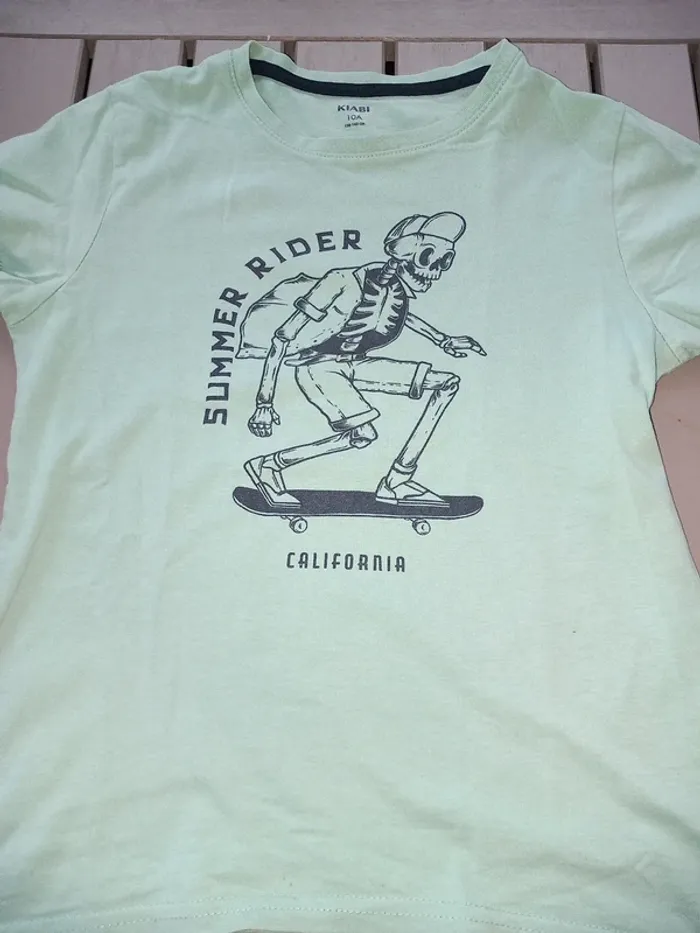 KIABI
10A
SUMMER RIDER
CALIFORNIA